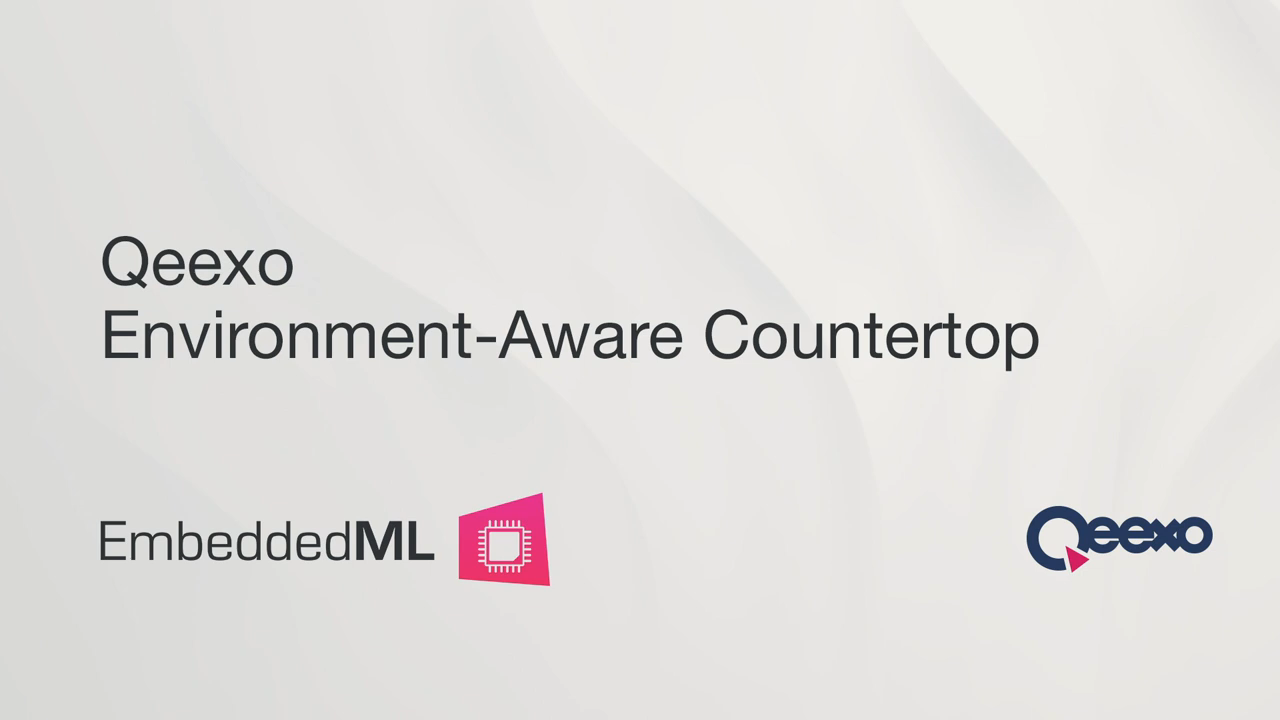 Qeexo
Environment-Aware Countertop
EmbeddedML
Qeexo